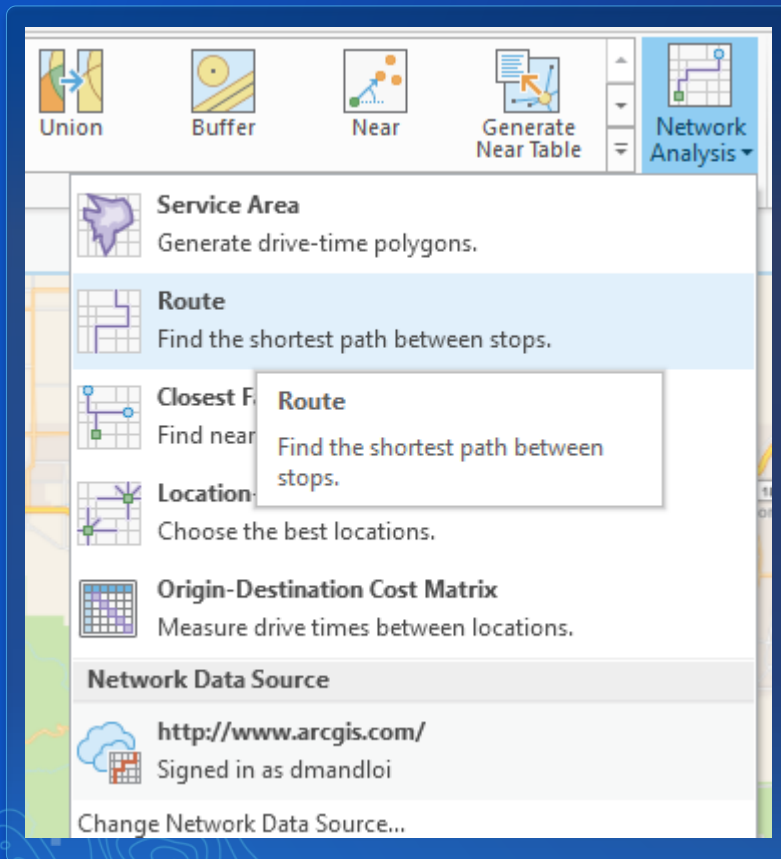 Union
Buffer
Near
Generate
Near Table
Network
Analysis
Service Area
Generate drive-time polygons.
Route
Find the shortest path between stops.
Closest F
Find near
Route
Find the shortest path between
stops.
Location-
Choose the best locations.
Origin-Destination Cost Matrix
Measure drive times between locations.
Network Data Source
http://www.arcgis.com/
Signed in as dmandloi
Change Network Data Source...